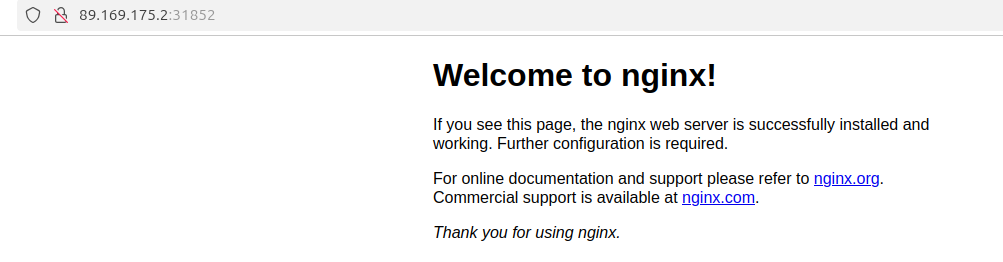 89.169.175.2:31852
Welcome to nginx!
If you see this page, the nginx web server is successfully installed and
working. Further configuration is required.
For online documentation and support please refer to nginx.org.
Commercial support is available at nginx.com.
Thank you for using nginx.